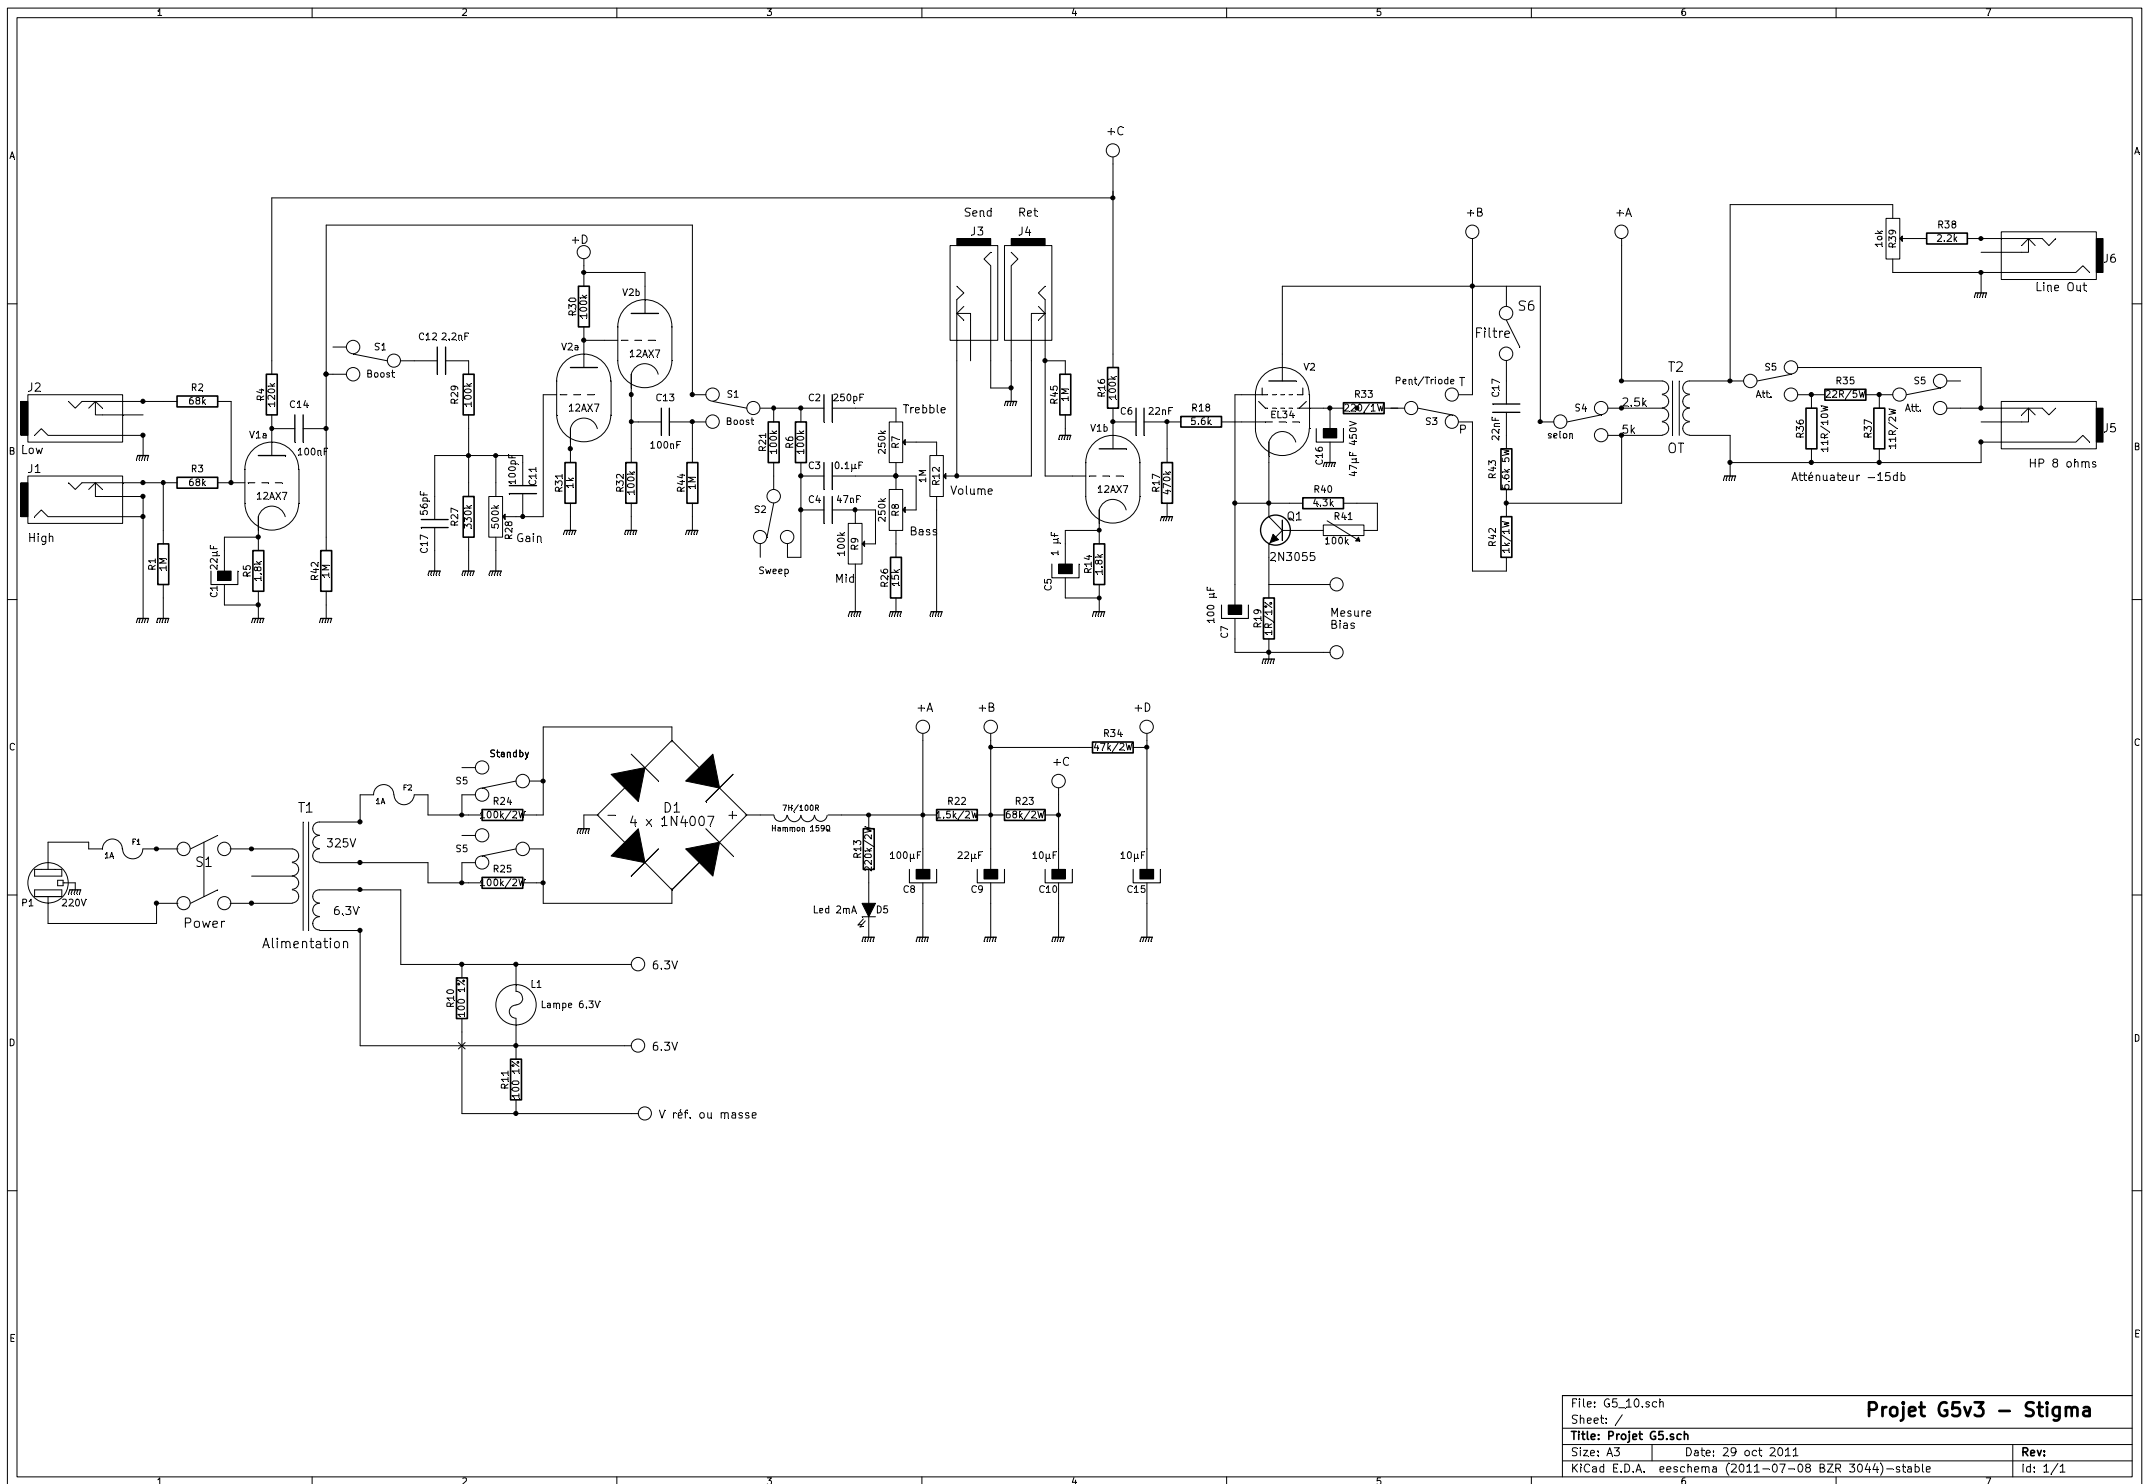 1 2 3 4 5 6 7
A
B
C
D
E
A
B
C
D
E
+C
Send
Ret
J3
J4
+B
+A
+D
R30
100k
V2b
12AX7
V2a
12AX7
R31
1k
R32
100k
C13
100nF
R44
1M
S1
Boost
J2
Low
R2
68k
J1
High
R3
68k
R1
1M
R4
120k
V1a
12AX7
C14
100nF
C1
22µF
R5
1.8k
R42
1M
S1
Boost
C12 2.2nF
R29
100k
56pF
C17
R27
330k
500k
R28
100pF
C11
Gain
R21
100k
R6
100k
S2
Sweep
C2
250pF
C3
0.1µF
C4
47nF
Trebble
250k
R7
250k
R8
Bass
100k
R9
Mid
R26
15k
1M
R12
Volume
R45
1M
R16
100k
V1b
12AX7
C6
22nF
R17
470k
R18
5.6k
1 µf
C5
R14
1.8k
V2
EL34
R33
220/1W
C16
47µF 450V
R40
4.3k
R41
100k
Q1
2N3055
100 µF
C7
R19
1R/1%
Mesure
Bias
Pent/Triode T
S3
P
S6
Filtre
C17
22nF
R43
5.6k 5W
R42
1k/1W
S4
selon
2.5k
5k
T2
OT
10k
R39
R38
2.2k
J6
Line Out
S5
Att.
R35
22R/5W
R36
11R/10W
R37
11R/2W
S5
Att.
J5
HP 8 ohms
Atténuateur -15db
P1
220V
1A
F1
S1
Power
T1
325V
6.3V
Alimentation
1A
F2
Standby
S5
R24
100k/2W
S5
R25
100k/2W
D1
4 x 1N4007
- +
7H/100R
Hammon 159Q
R13
220k/2W
Led 2mA
D5
+A
100µF
C8
R22
1.5k/2W
+B
22µF
C9
R23
68k/2W
+C
10µF
C10
R34
47k/2W
+D
10µF
C15
6.3V
R10
100 1%
L1
Lampe 6.3V
6.3V
R11
100 1%
V réf. ou masse
File: G5_10.sch
Sheet: /
Projet G5v3 - Stigma
Title: Projet G5.sch
Size: A3
Date: 29 oct 2011
Rev:
KiCad E.D.A. eeschema (2011-07-08 BZR 3044)-stable
Id: 1/1
1 2 3 4 5 6 7